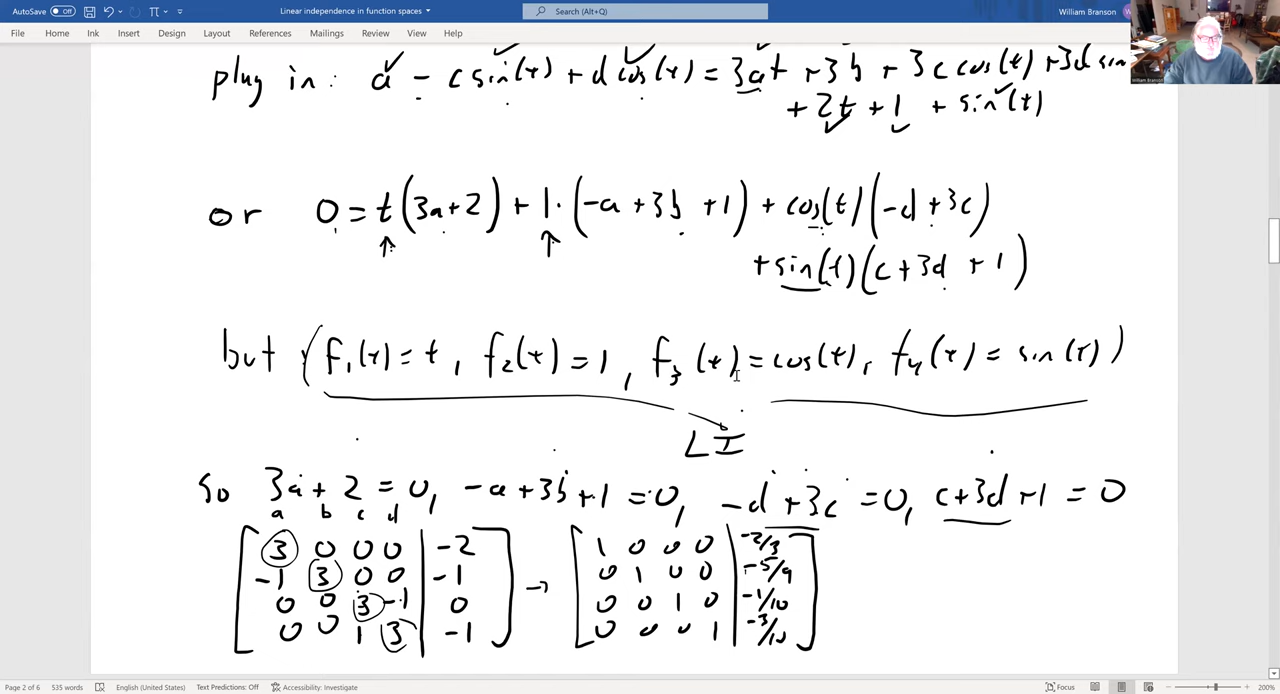 AutoSave Off Linear independence in function spaces Search (Alt+Q) William Branson
File Home Ink Insert Design Layout References Mailings Review View Help
plug in: a - c sin(t) + d cos(t) = 3at + 3b + 3c cos(t) + 3d sin
+ 2t + 1 + sin(t)
or 0 = t(3a+2) + 1·(-a + 3b + 1) + cos(t)(-d + 3c)
+ sin(t)(c + 3d + 1)
but {f₁(t) = t, f₂(t) = 1, f₃(t) = cos(t), f₄(t) = sin(t)}
LI
So 3a + 2 = 0, -a + 3b + 1 = 0, -d + 3c = 0, c + 3d + 1 = 0
a b c d
[3 0 0 0 | -2] [1 0 0 0 | -2/3]
[-1 3 0 0 | -1] → [0 1 0 0 | -5/9]
[0 0 3 -1 | 0] [0 0 1 0 | -1/10]
[0 0 1 3 | -1] [0 0 0 1 | -3/10]
Page 2 of 6 535 words English (United States) Text Predictions: Off Accessibility: Investigate Focus 200%